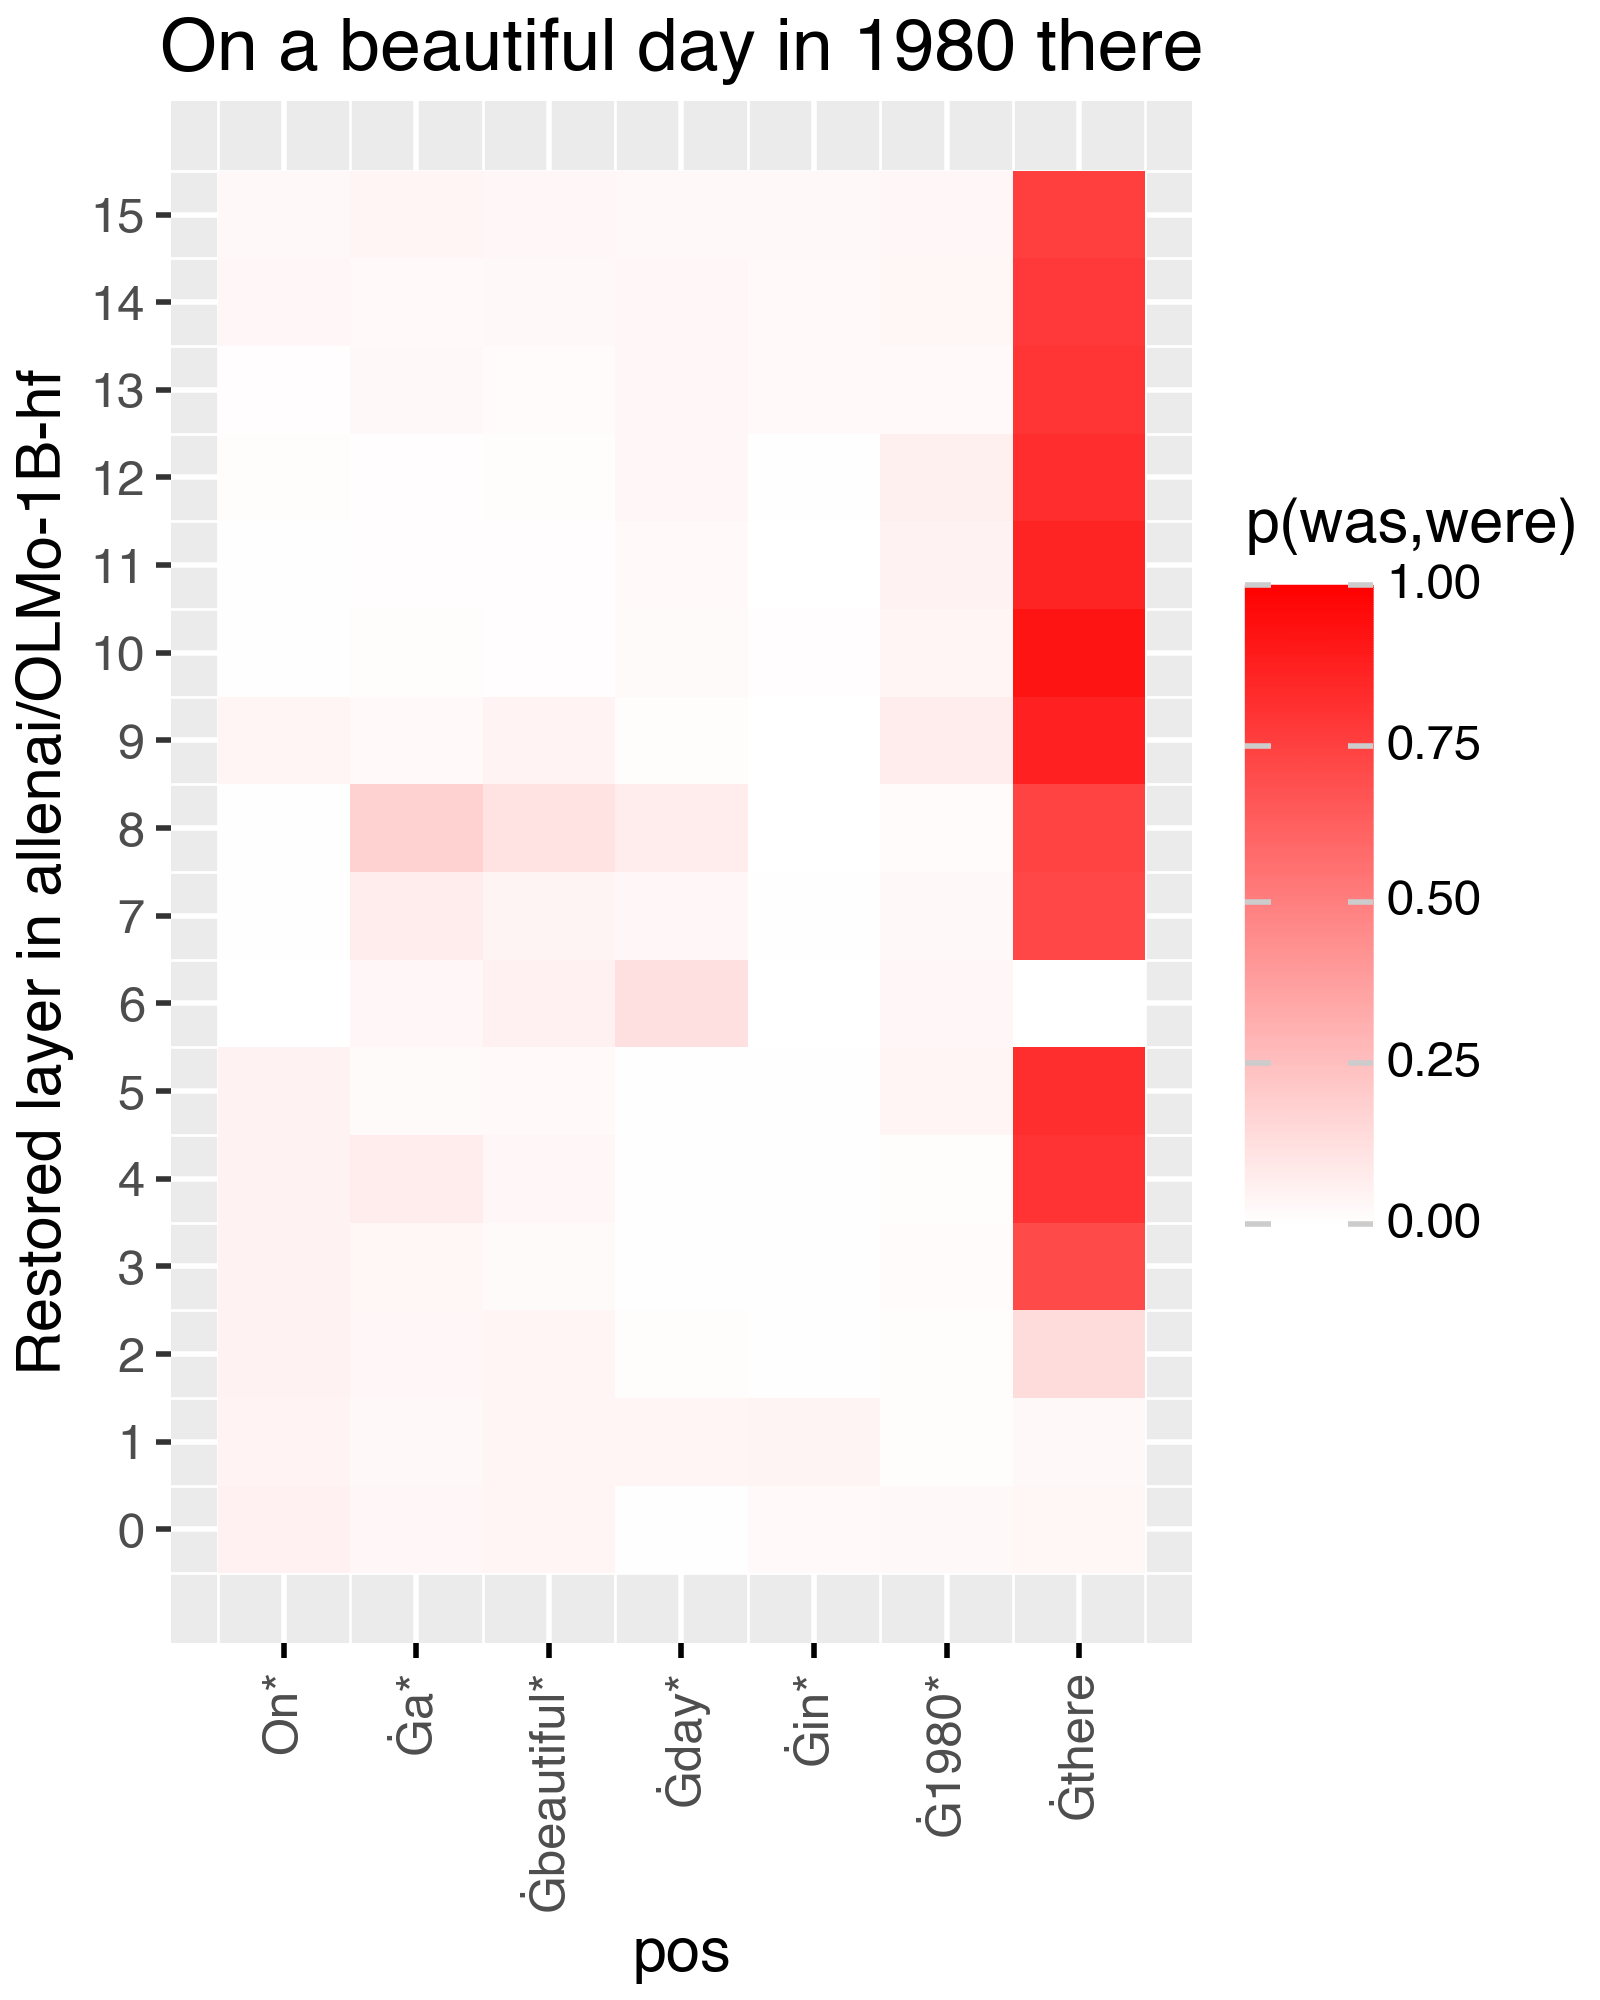 On a beautiful day in 1980 there
Restored layer in allenai/OLMo-1B-hf
15
14
13
12
11
10
9
8
7
6
5
4
3
2
1
0
On*
Ġa*
Ġbeautiful*
Ġday*
Ġin*
Ġ1980*
Ġthere
pos
p(was,were)
1.00
0.75
0.50
0.25
0.00